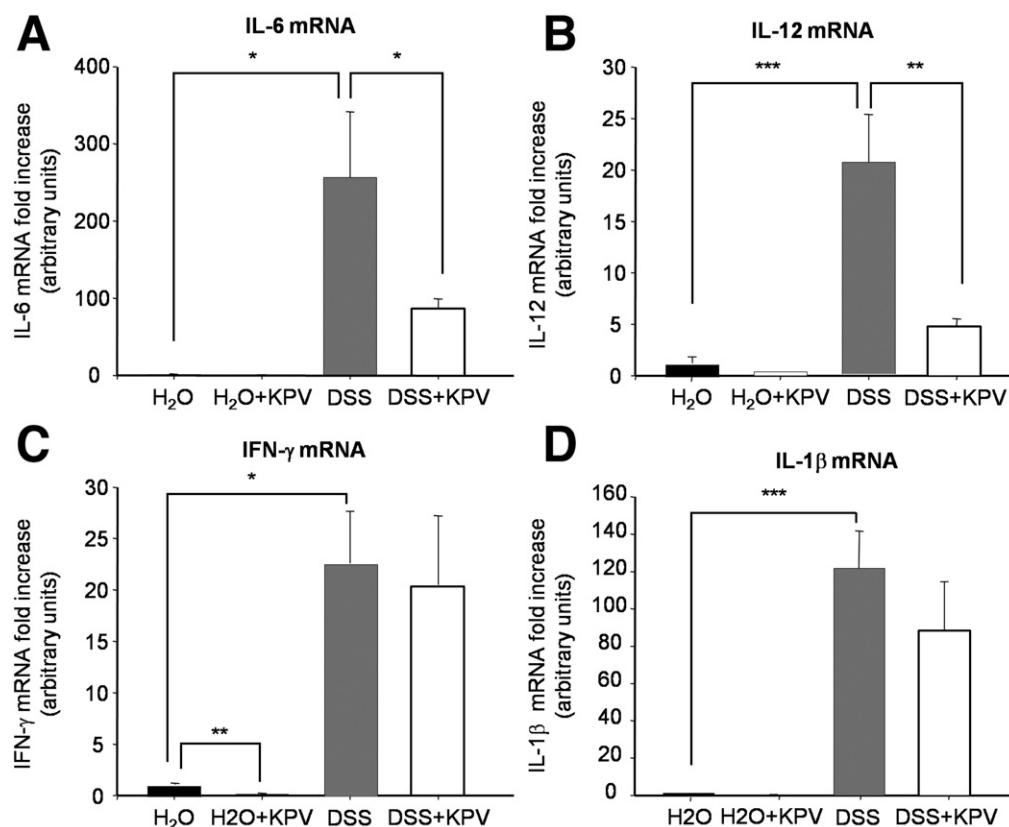 A
IL-6 mRNA
IL-6 mRNA fold increase
(arbitrary units)
400
300
200
100
0
*
*
H₂O
H₂O+KPV
DSS
DSS+KPV
B
IL-12 mRNA
IL-12 mRNA fold increase
(arbitrary units)
30
25
20
15
10
5
0
***
**
H₂O
H₂O+KPV
DSS
DSS+KPV
C
IFN-γ mRNA
IFN-γ mRNA fold increase
(arbitrary units)
30
25
20
15
10
5
0
*
**
H₂O
H2O+KPV
DSS
DSS+KPV
D
IL-1β mRNA
IL-1β mRNA fold increase
(arbitrary units)
160
140
120
100
80
60
40
20
0
***
H2O
H2O+KPV
DSS
DSS+KPV